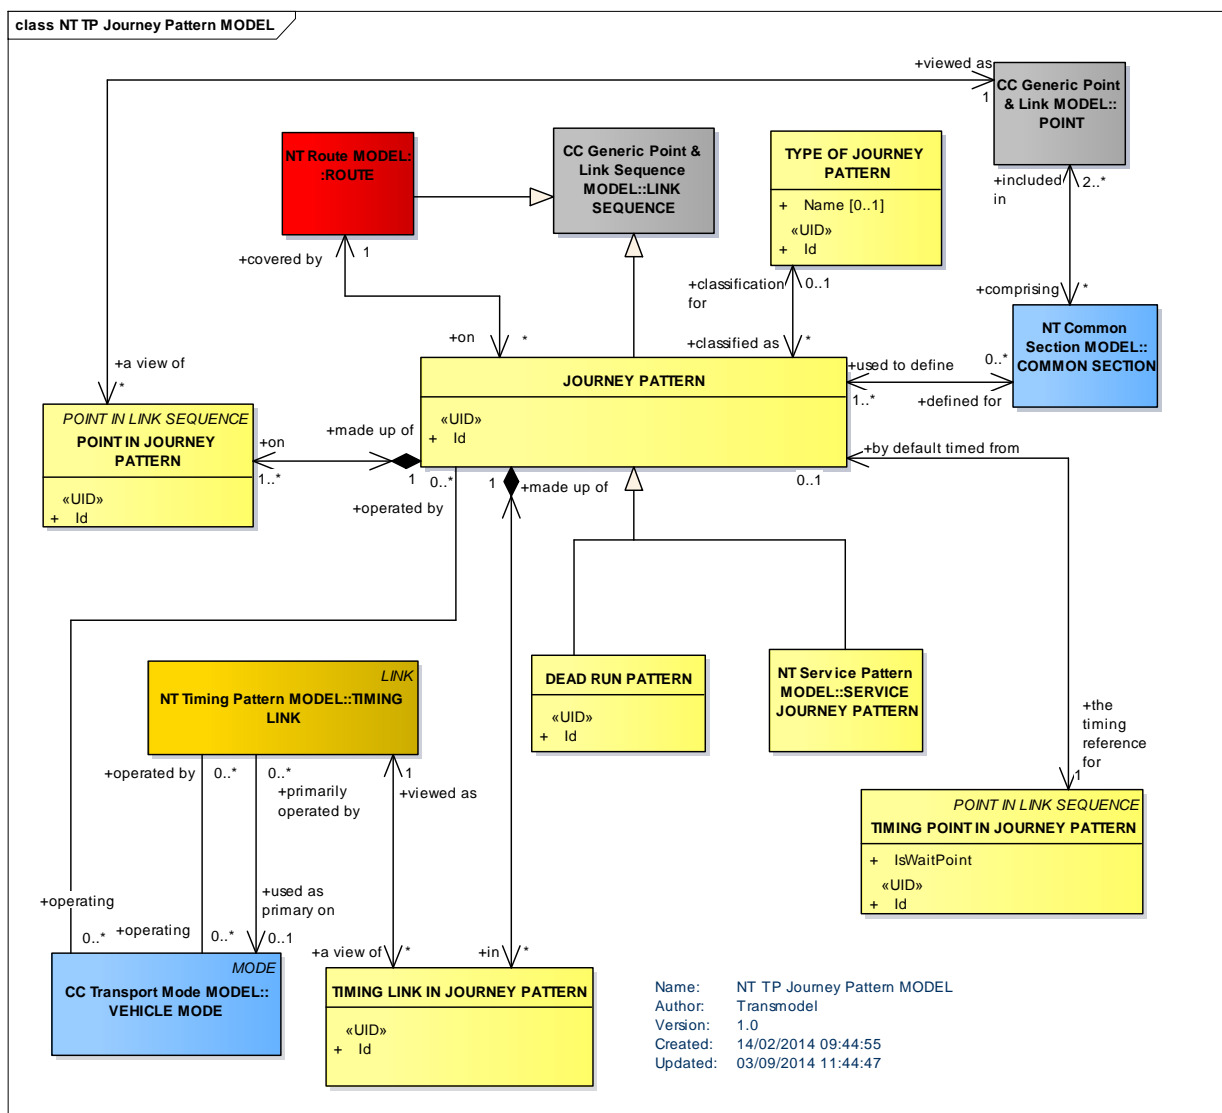 class NT TP Journey Pattern MODEL
+viewed as
1
CC Generic Point
& Link MODEL::
POINT
NT Route MODEL:
:ROUTE
CC Generic Point &
Link Sequence
MODEL::LINK
SEQUENCE
TYPE OF JOURNEY
PATTERN
+ Name [0..1]
«UID»
+ Id
+included
in
2..*
+covered by
1
+classification
for
0..1
+comprising
*
NT Common
Section MODEL::
COMMON SECTION
+on
*
+classified as
*
+a view of
*
JOURNEY PATTERN
«UID»
+ Id
+used to define
1..*
0..*
+defined for
POINT IN LINK SEQUENCE
POINT IN JOURNEY
PATTERN
«UID»
+ Id
+on
1..*
+made up of
1
0..*
+operated by
1
+made up of
+by default timed from
0..1
DEAD RUN PATTERN
«UID»
+ Id
NT Service Pattern
MODEL::SERVICE
JOURNEY PATTERN
LINK
NT Timing Pattern MODEL::TIMING
LINK
+the
timing
reference
for
1
+operated by
0..*
0..*
+primarily
operated by
1
+viewed as
POINT IN LINK SEQUENCE
TIMING POINT IN JOURNEY PATTERN
+ IsWaitPoint
«UID»
+ Id
+operating
0..*
+operating
0..*
+used as
primary on
0..1
+a view of
*
+in
*
MODE
CC Transport Mode MODEL::
VEHICLE MODE
TIMING LINK IN JOURNEY PATTERN
«UID»
+ Id
Name: NT TP Journey Pattern MODEL
Author: Transmodel
Version: 1.0
Created: 14/02/2014 09:44:55
Updated: 03/09/2014 11:44:47